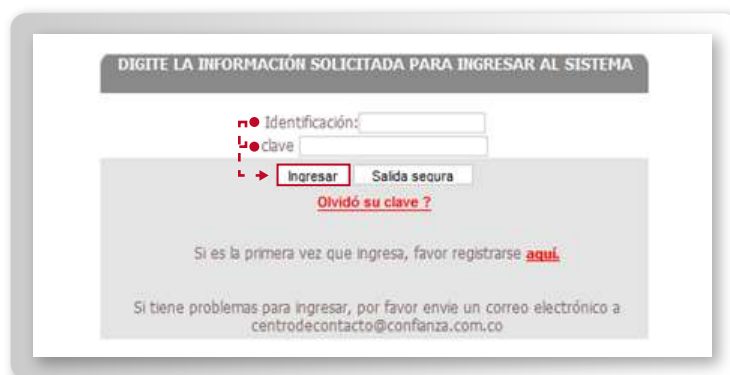 DIGITE LA INFORMACIÓN SOLICITADA PARA INGRESAR AL SISTEMA
Identificación:
clave
Ingresar Salida segura
Olvidó su clave ?
Si es la primera vez que ingresa, favor registrarse aquí.
Si tiene problemas para ingresar, por favor envie un correo electrónico a
centrodecontacto@confianza.com.co